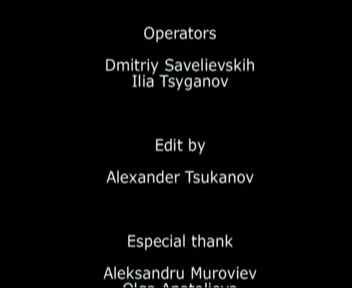 Operators
Dmitriy Savelievskih
Ilia Tsyganov
Edit by
Alexander Tsukanov
Especial thank
Aleksandru Muroviev